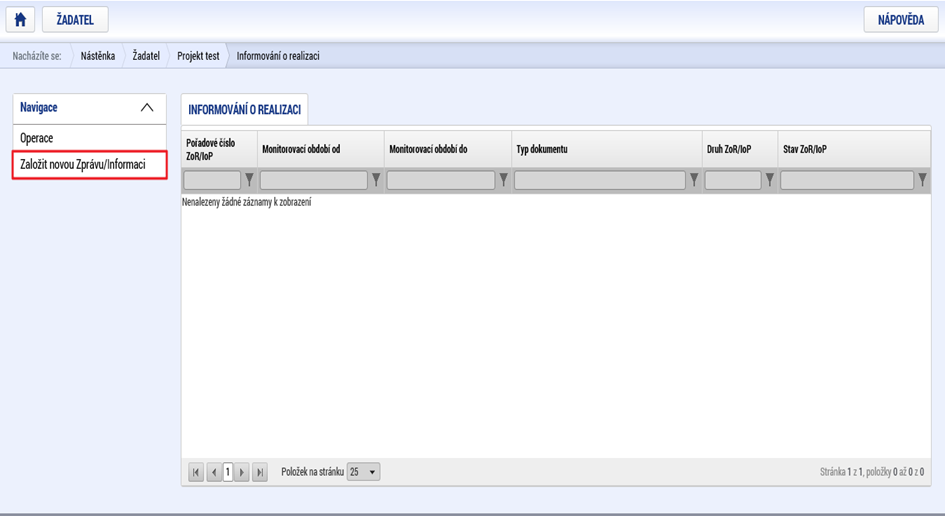 ŽADATEL
NÁPOVĚDA
Nacházíte se: Nástěnka Žadatel Projekt test Informování o realizaci
Navigace
Operace
Založit novou Zprávu/Informaci
INFORMOVÁNÍ O REALIZACI
Pořadové číslo
ZoR/IoP
Monitorovací období od
Monitorovací období do
Typ dokumentu
Druh ZoR/IoP
Stav ZoR/IoP
Nenalezeny žádné záznamy k zobrazení
1
Položek na stránku 25
Stránka 1 z 1, položky 0 až 0 z 0